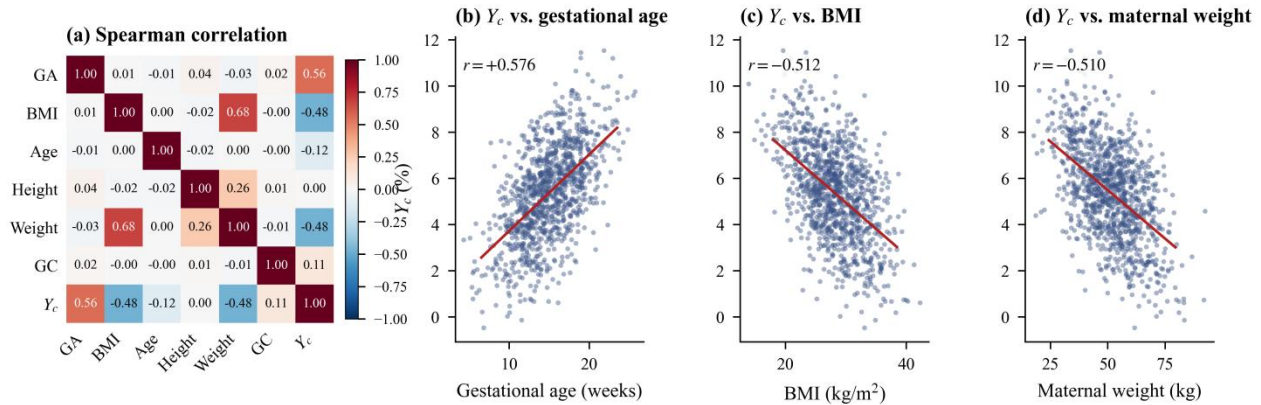 (a) Spearman correlation
GA 1.00 0.01 -0.01 0.04 -0.03 0.02 0.56
BMI 0.01 1.00 0.00 -0.02 0.68 -0.00 -0.48
Age -0.01 0.00 1.00 -0.02 0.00 -0.00 -0.12
Height 0.04 -0.02 -0.02 1.00 0.26 0.01 0.00
Weight -0.03 0.68 0.00 0.26 1.00 -0.01 -0.48
GC 0.02 -0.00 -0.00 0.01 -0.01 1.00 0.11
Y_c 0.56 -0.48 -0.12 0.00 -0.48 0.11 1.00
GA BMI Age Height Weight GC Y_c
1.00
0.75
0.50
0.25
0.00
−0.25
−0.50
−0.75
−1.00
(b) Y_c vs. gestational age
Y_c (%)
12
10
8
6
4
2
0
r=+0.576
10 20
Gestational age (weeks)
(c) Y_c vs. BMI
12
10
8
6
4
2
0
r=−0.512
20 30 40
BMI (kg/m²)
(d) Y_c vs. maternal weight
12
10
8
6
4
2
0
r=−0.510
25 50 75
Maternal weight (kg)